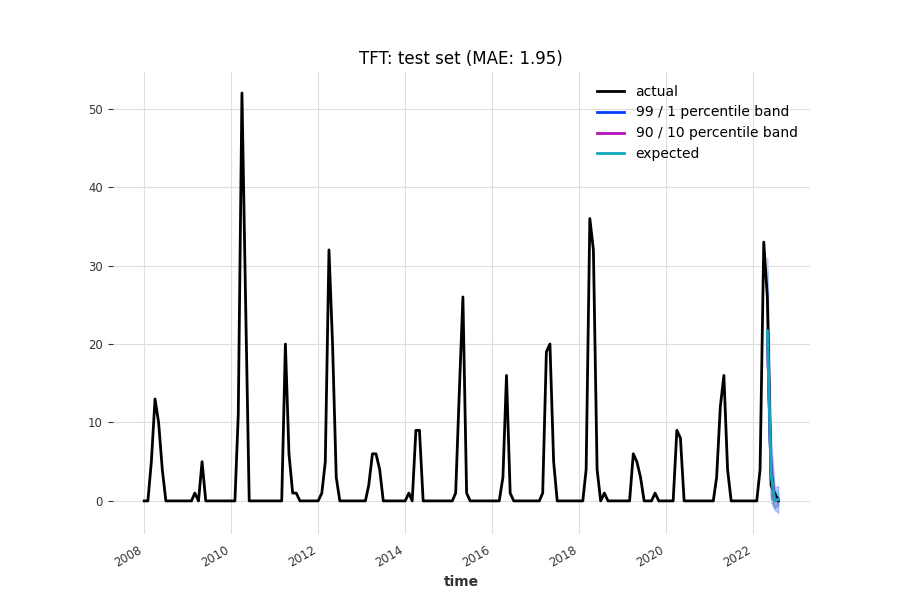 TFT: test set (MAE: 1.95)
actual
99 / 1 percentile band
90 / 10 percentile band
expected
50
40
30
20
10
0
2008
2010
2012
2014
2016
2018
2020
2022
time